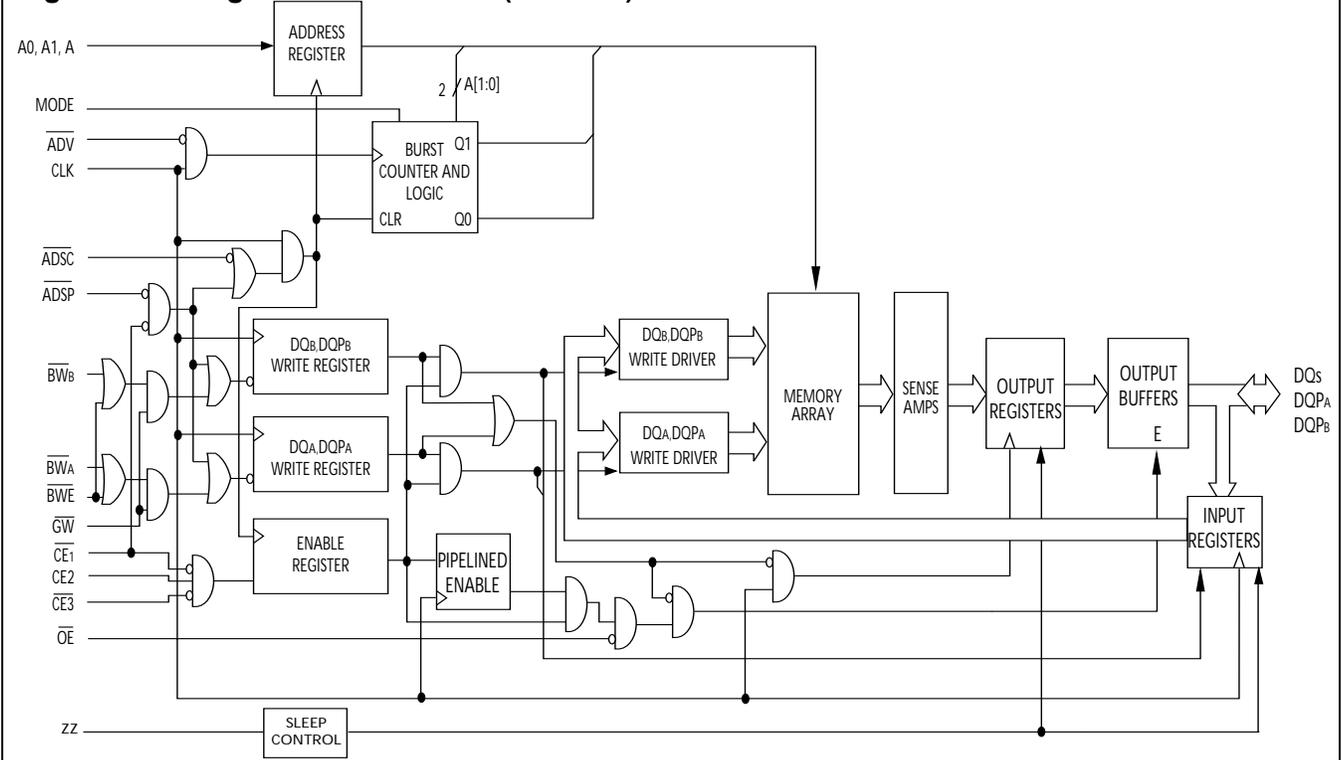 A0, A1, A
ADDRESS
REGISTER
MODE
2
A[1:0]
ADV
CLK
BURST
COUNTER AND
LOGIC
Q1
CLR
Q0
ADSC
ADSP
DQB,DQPB
WRITE REGISTER
DQB,DQPB
WRITE DRIVER
BWB
MEMORY
ARRAY
SENSE
AMPS
OUTPUT
REGISTERS
OUTPUT
BUFFERS
E
DQs
DQPA
DQPB
DQA,DQPA
WRITE REGISTER
DQA,DQPA
WRITE DRIVER
BWA
BWE
GW
CE1
CE2
CE3
ENABLE
REGISTER
PIPELINED
ENABLE
INPUT
REGISTERS
OE
ZZ
SLEEP
CONTROL